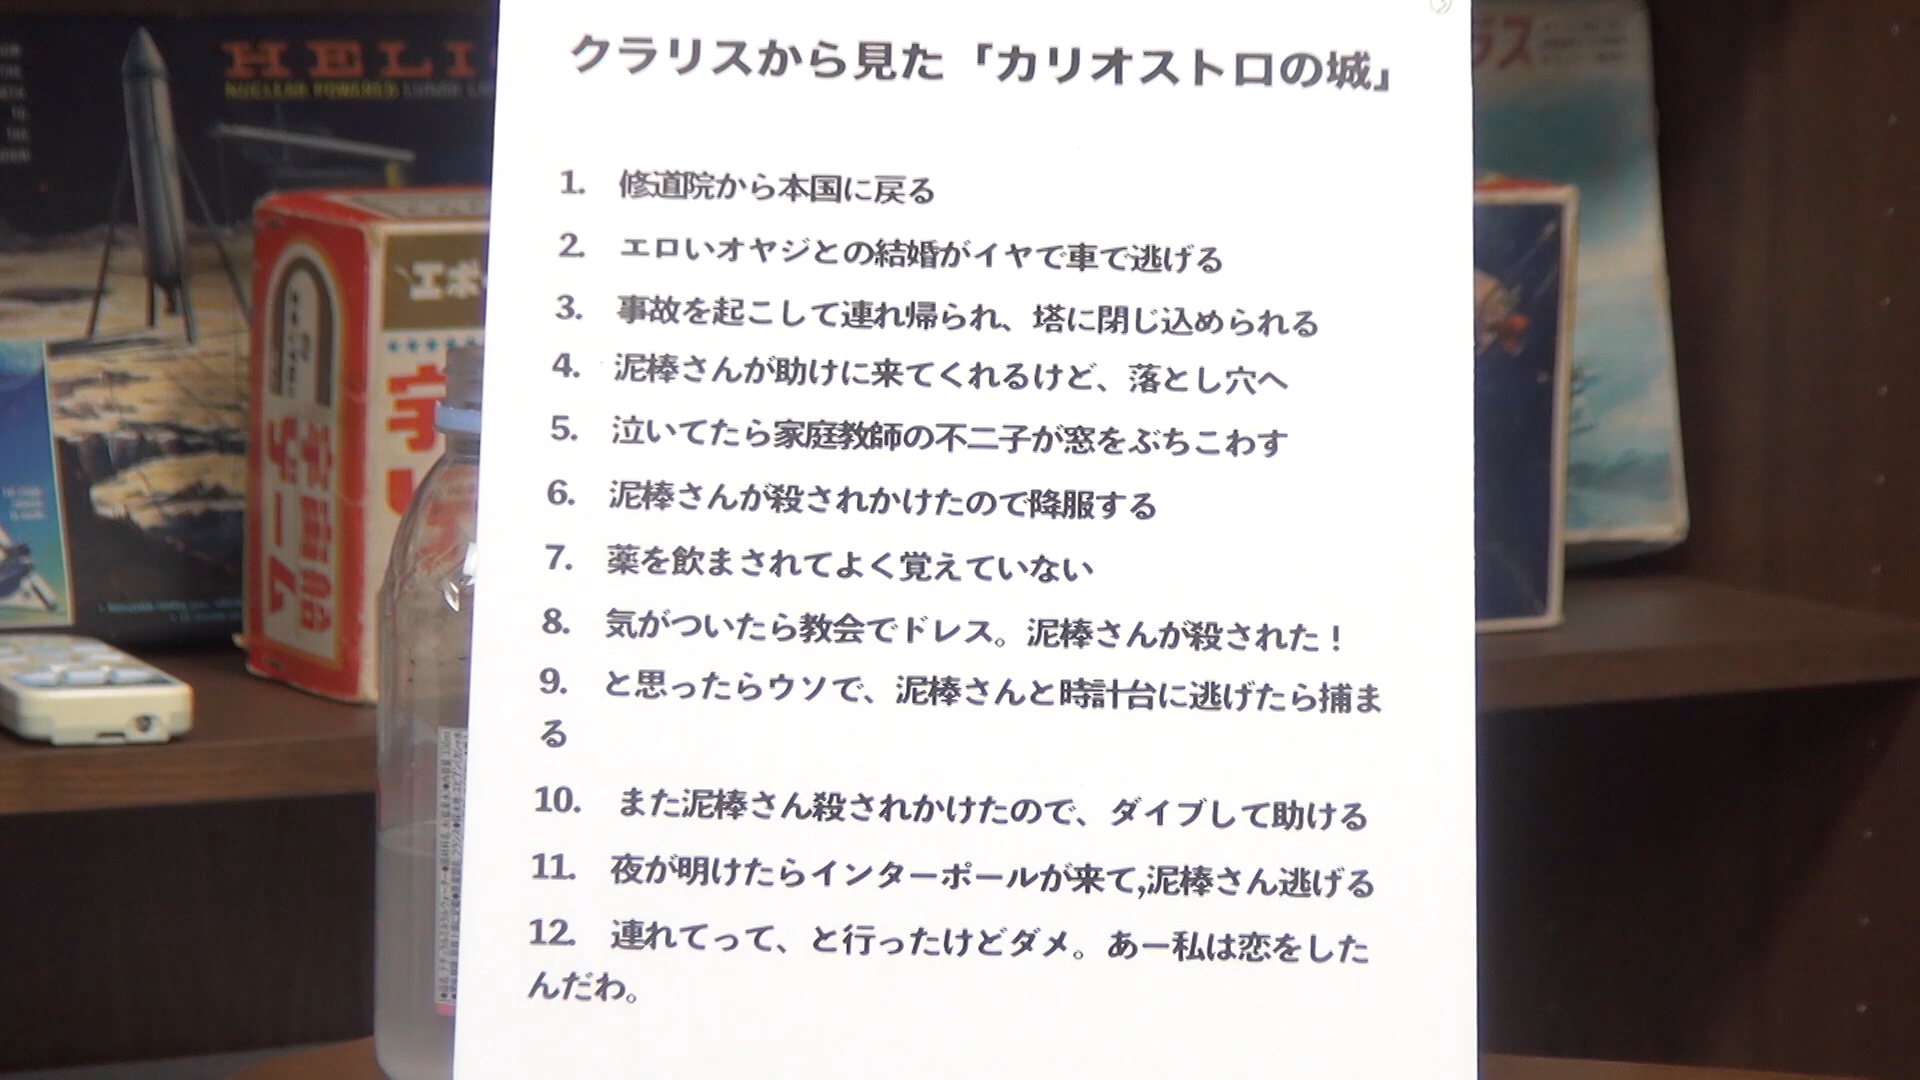 クラリスから見た「カリオストロの城」
1. 修道院から本国に戻る
2. エロいオヤジとの結婚がイヤで車で逃げる
3. 事故を起こして連れ帰られ、塔に閉じ込められる
4. 泥棒さんが助けに来てくれるけど、落とし穴へ
5. 泣いてたら家庭教師の不二子が窓をぶちこわす
6. 泥棒さんが殺されかけたので降服する
7. 薬を飲まされてよく覚えていない
8. 気がついたら教会でドレス。泥棒さんが殺された！
9. と思ったらウソで、泥棒さんと時計台に逃げたら捕ま
る
10. また泥棒さん殺されかけたので、ダイブして助ける
11. 夜が明けたらインターポールが来て,泥棒さん逃げる
12. 連れてって、と行ったけどダメ。あー私は恋をした
んだわ。
HELI
NUCLEAR POWERED LUNAR
エポ
宇宙船
ゲーム
ラス